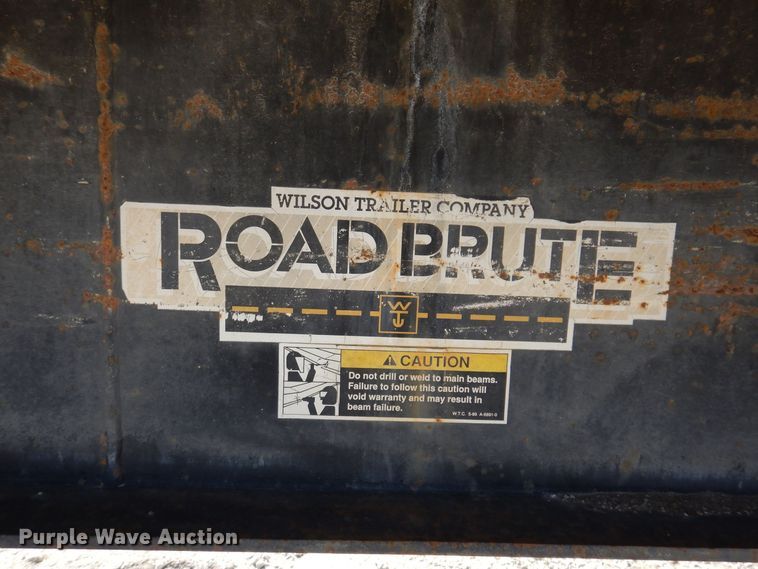 WILSON TRAILER COMPANY
ROAD BRUTE
CAUTION
Do not drill or weld to main beams.
Failure to follow this caution will
void warranty and may result in
beam failure.
W.T.C.
Purple Wave Auction